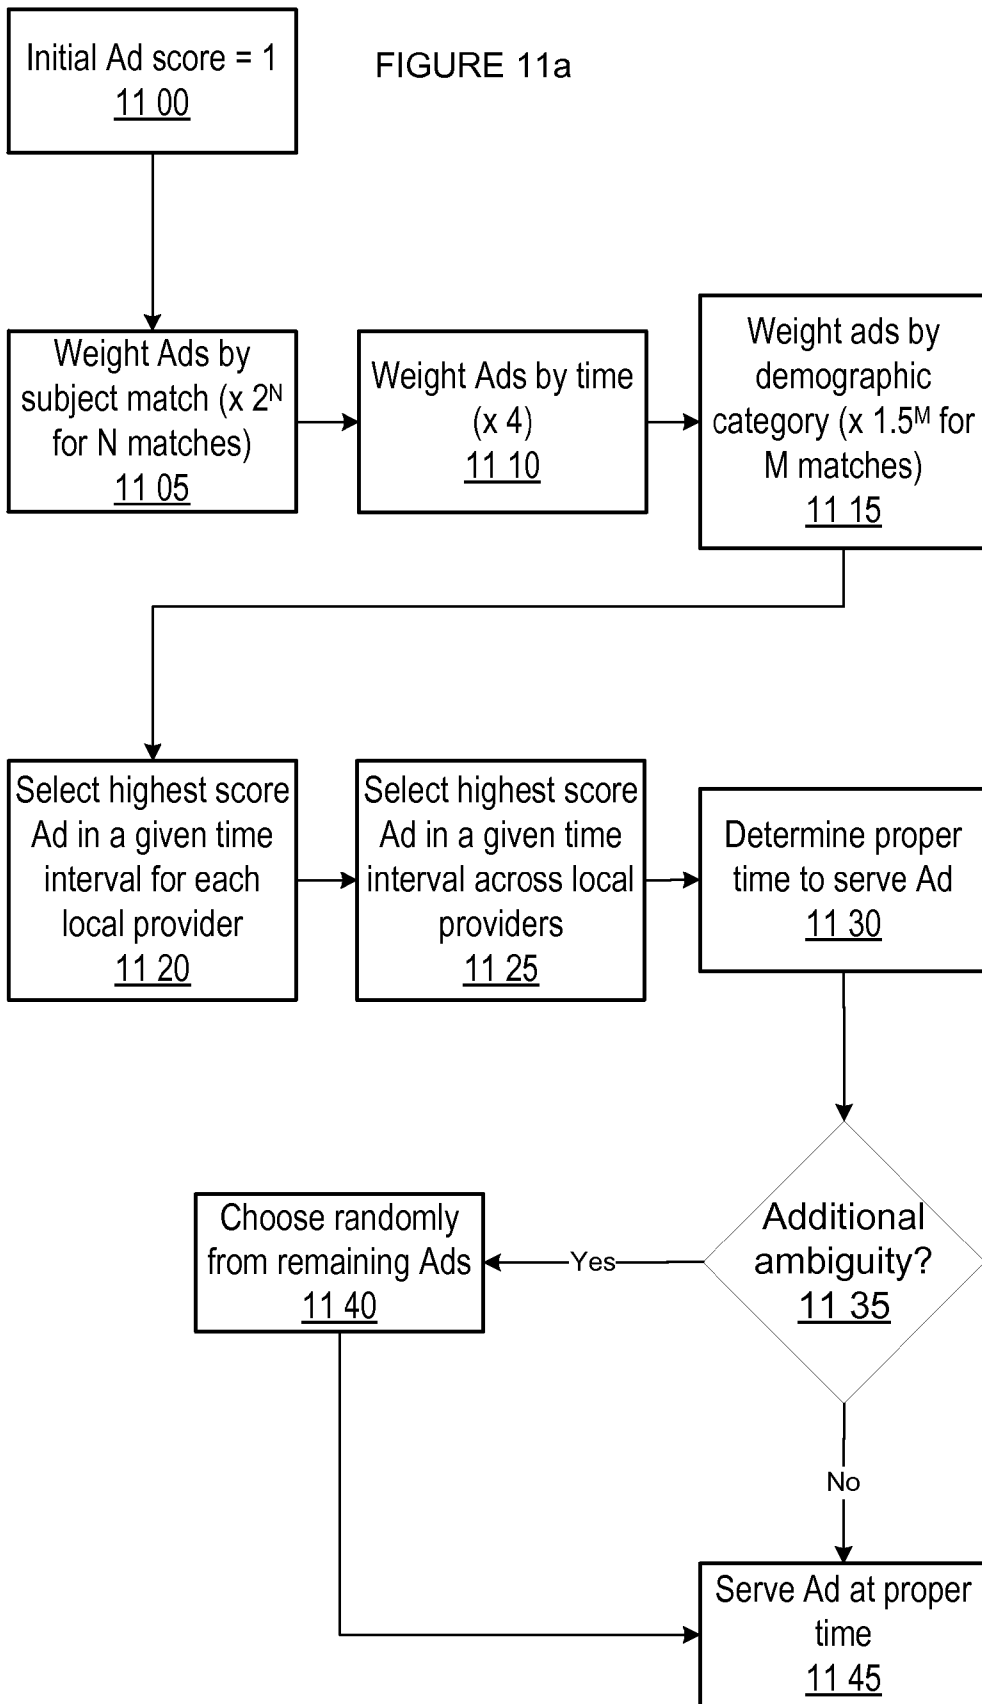 Initial Ad score = 1
11 00
FIGURE 11a
Weight Ads by
subject match (x 2ᴺ
for N matches)
11 05
Weight Ads by time
(x 4)
11 10
Weight ads by
demographic
category (x 1.5ᴹ for
M matches)
11 15
Select highest score
Ad in a given time
interval for each
local provider
11 20
Select highest score
Ad in a given time
interval across local
providers
11 25
Determine proper
time to serve Ad
11 30
Additional
ambiguity?
11 35
Yes
Choose randomly
from remaining Ads
11 40
No
Serve Ad at proper
time
11 45